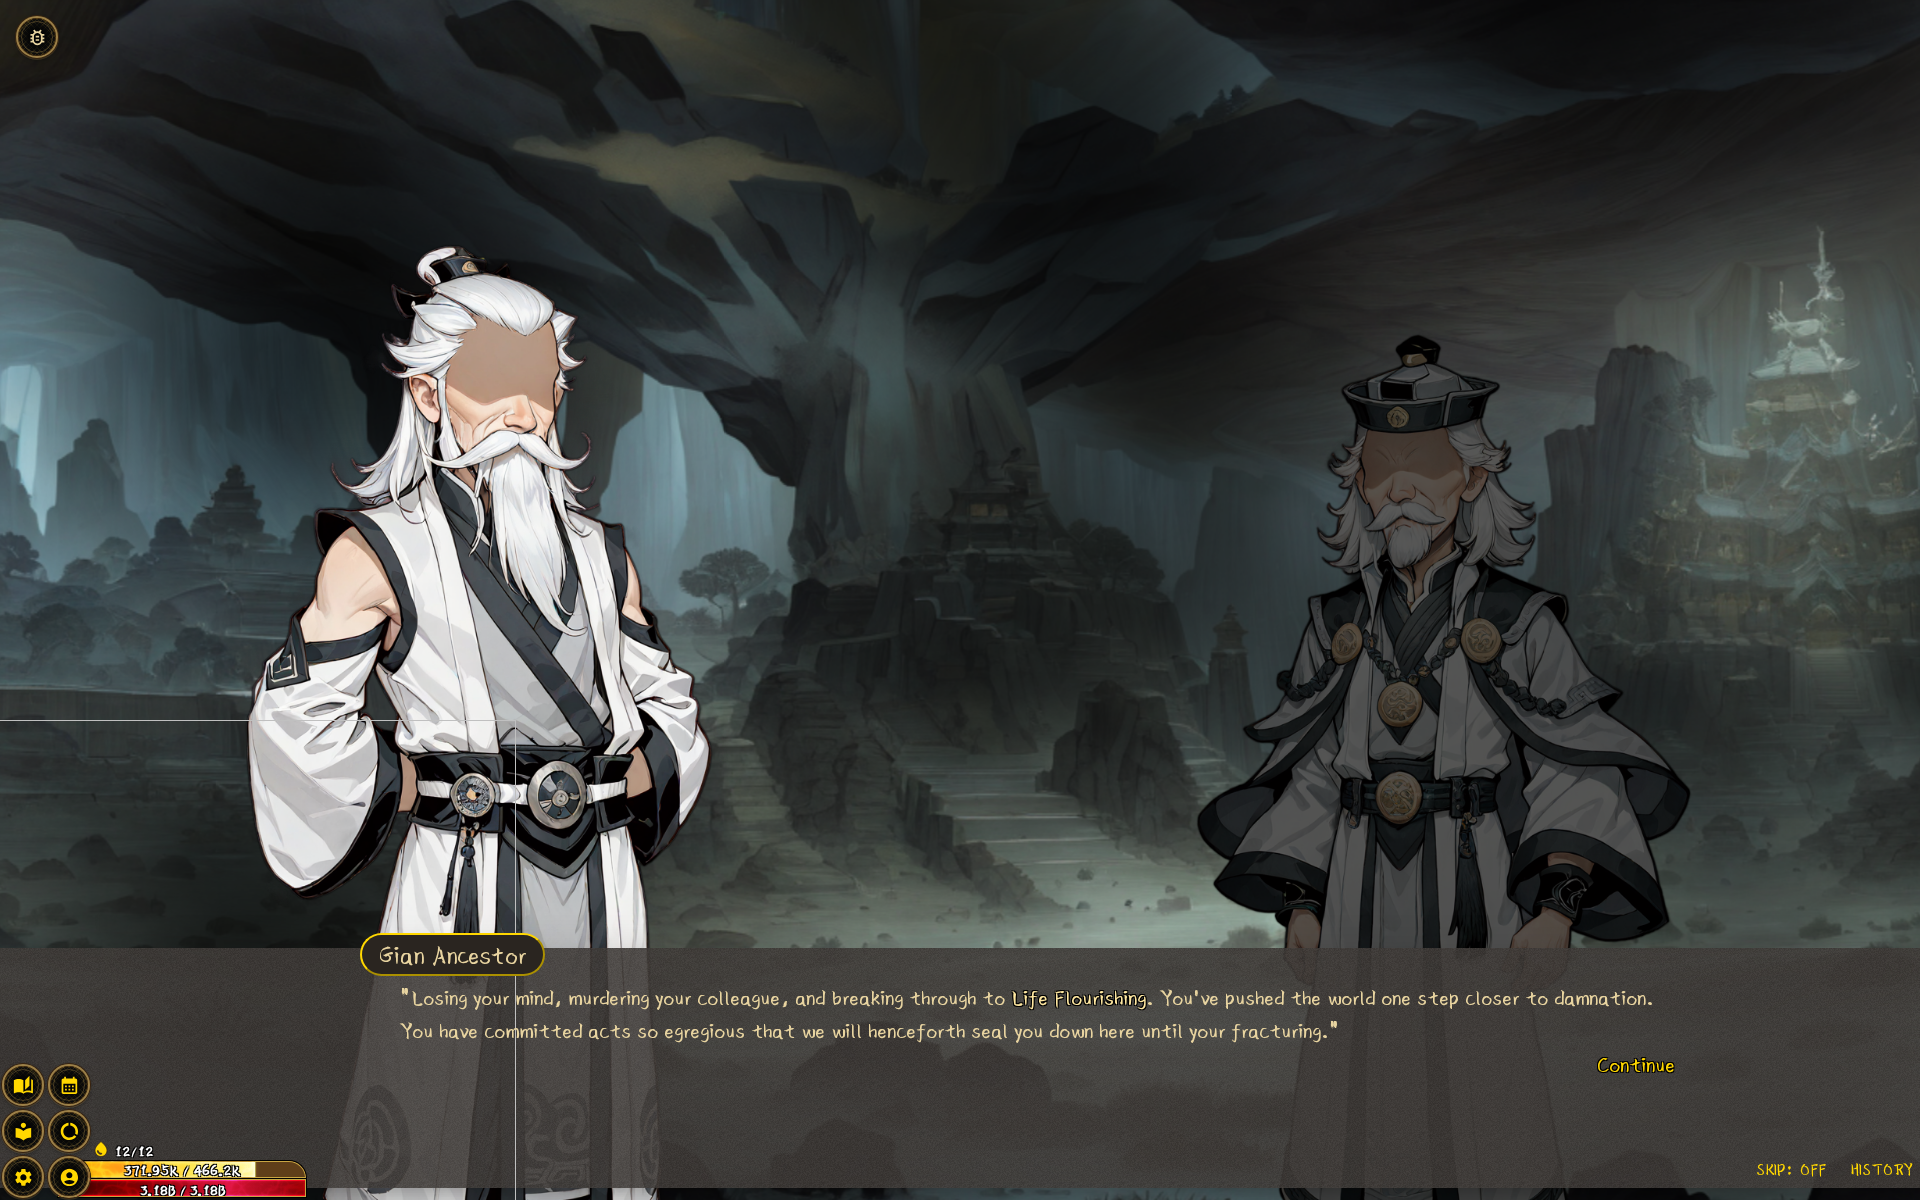 Gian Ancestor
"Losing your mind, murdering your colleague, and breaking through to Life Flourishing. You've pushed the world one step closer to damnation.
You have committed acts so egregious that we will henceforth seal you down here until your fracturing."
Continue
12/12
371.95K / 466.2K
3.18B / 3.18B
SKIP: OFF
HISTORY